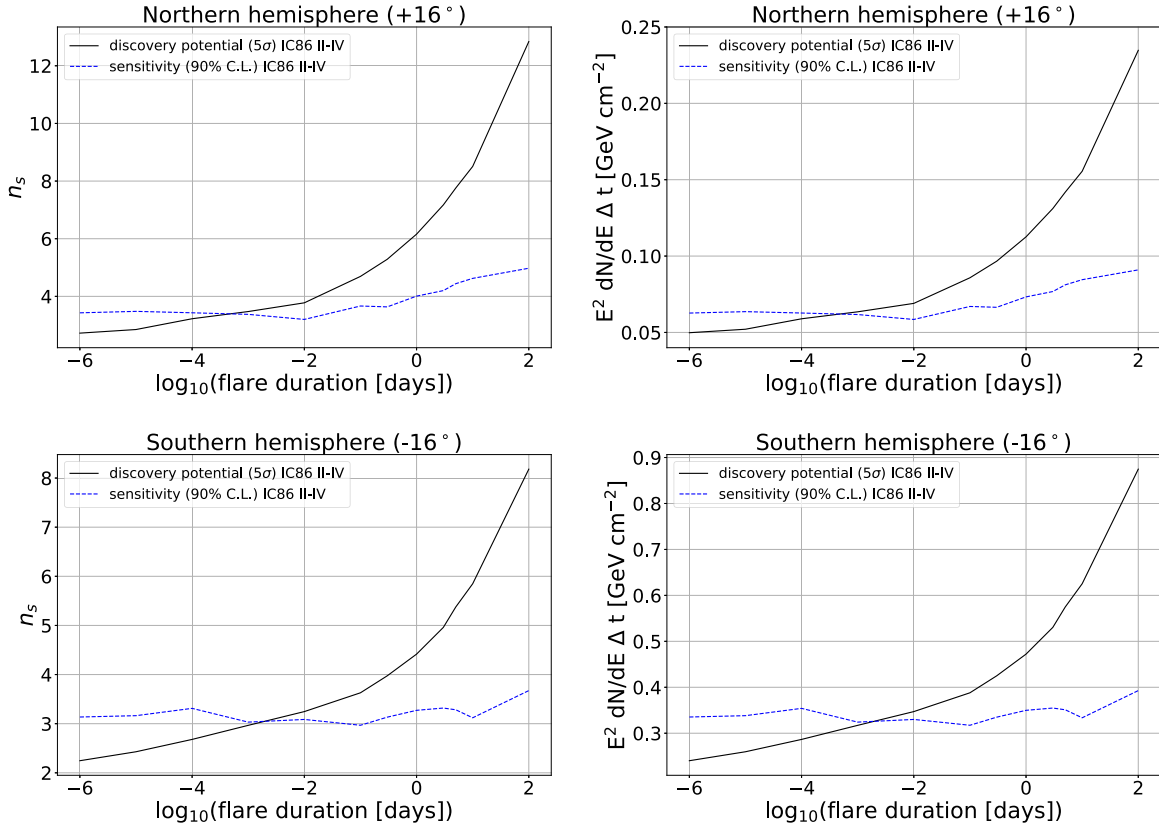 Northern hemisphere (+16°)
discovery potential (5σ) IC86 II-IV
sensitivity (90% C.L.) IC86 II-IV
12
10
8
6
4
n_s
−6 −4 −2 0 2
log₁₀(flare duration [days])
Northern hemisphere (+16°)
discovery potential (5σ) IC86 II-IV
sensitivity (90% C.L.) IC86 II-IV
0.25
0.20
0.15
0.10
0.05
E² dN/dE Δ t [GeV cm⁻²]
−6 −4 −2 0 2
log₁₀(flare duration [days])
Southern hemisphere (-16°)
discovery potential (5σ) IC86 II-IV
sensitivity (90% C.L.) IC86 II-IV
8
7
6
5
4
3
2
n_s
−6 −4 −2 0 2
log₁₀(flare duration [days])
Southern hemisphere (-16°)
discovery potential (5σ) IC86 II-IV
sensitivity (90% C.L.) IC86 II-IV
0.9
0.8
0.7
0.6
0.5
0.4
0.3
E² dN/dE Δ t [GeV cm⁻²]
−6 −4 −2 0 2
log₁₀(flare duration [days])